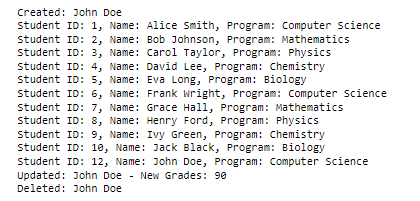 Created: John Doe
Student ID: 1, Name: Alice Smith, Program: Computer Science
Student ID: 2, Name: Bob Johnson, Program: Mathematics
Student ID: 3, Name: Carol Taylor, Program: Physics
Student ID: 4, Name: David Lee, Program: Chemistry
Student ID: 5, Name: Eva Long, Program: Biology
Student ID: 6, Name: Frank Wright, Program: Computer Science
Student ID: 7, Name: Grace Hall, Program: Mathematics
Student ID: 8, Name: Henry Ford, Program: Physics
Student ID: 9, Name: Ivy Green, Program: Chemistry
Student ID: 10, Name: Jack Black, Program: Biology
Student ID: 12, Name: John Doe, Program: Computer Science
Updated: John Doe - New Grades: 90
Deleted: John Doe